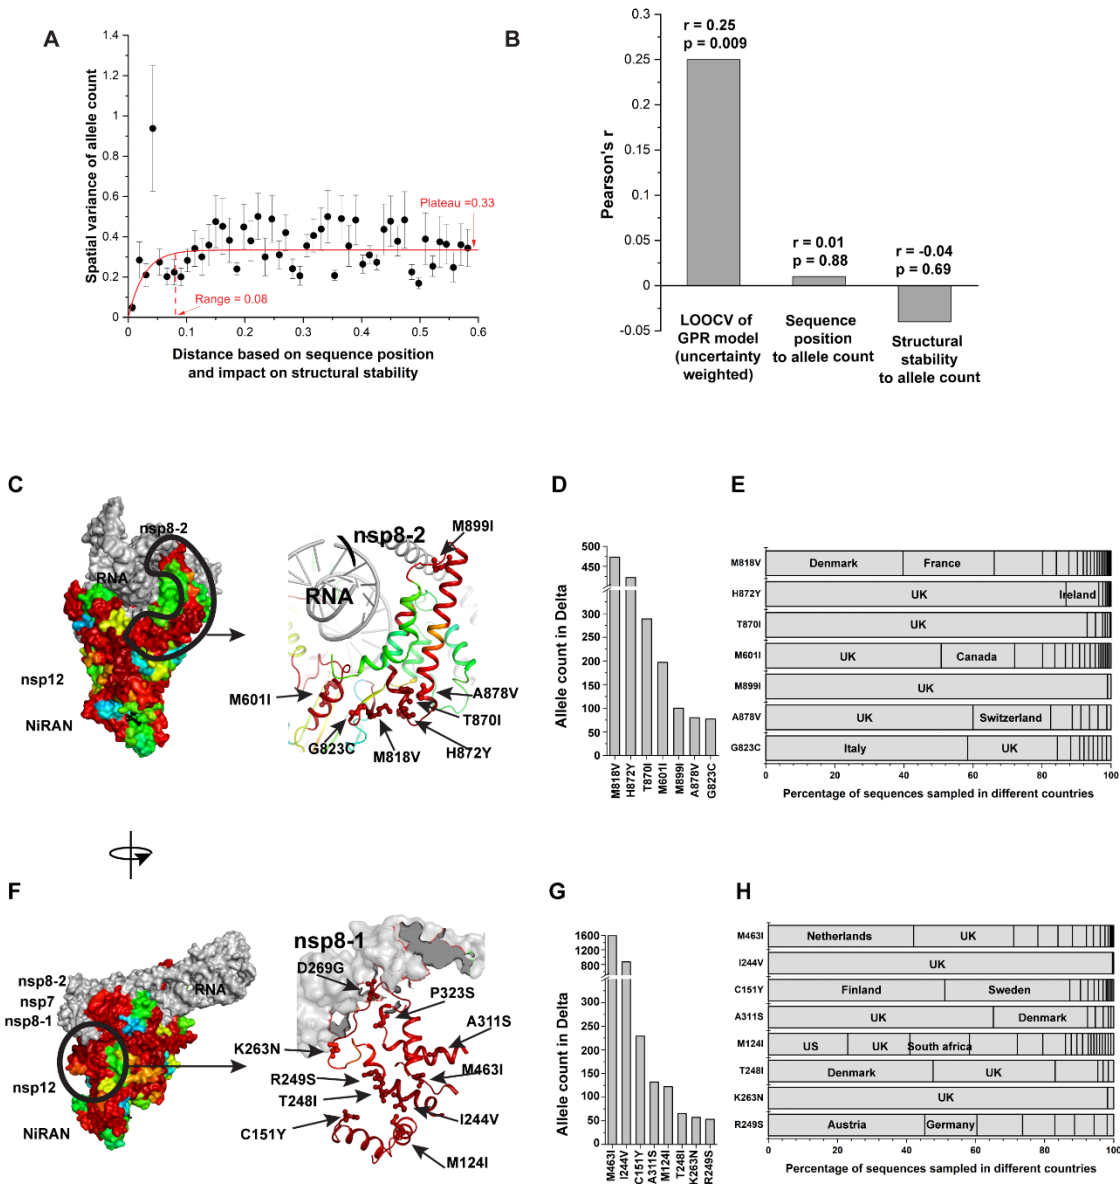 A
Spatial variance of allele count
1.4
1.2
1
0.8
0.6
0.4
0.2
0
Plateau =0.33
Range = 0.08
0
0.1
0.2
0.3
0.4
0.5
0.6
Distance based on sequence position
and impact on structural stability
B
Pearson's r
0.3
0.25
0.2
0.15
0.1
0.05
0
-0.05
r = 0.25
p = 0.009
r = 0.01
p = 0.88
r = -0.04
p = 0.69
LOOCV of
GPR model
(uncertainty
weighted)
Sequence
position
to allele count
Structural
stability
to allele count
C
nsp8-2
RNA
nsp12
NiRAN
nsp8-2
M899I
RNA
M601I
A878V
T870I
G823C
M818V
H872Y
D
Allele count in Delta
500
450
300
250
200
150
100
50
0
M818V
H872Y
T870I
M601I
M899I
A878V
G823C
E
M818V
Denmark
France
H872Y
UK
Ireland
T870I
UK
M601I
UK
Canada
M899I
UK
A878V
UK
Switzerland
G823C
Italy
UK
0
20
40
60
80
100
Percentage of sequences sampled in different countries
F
nsp8-2
nsp7
nsp8-1
RNA
nsp12
NiRAN
nsp8-1
D269G
P323S
A311S
K263N
M463I
R249S
T248I
I244V
C151Y
M124I
G
Allele count in Delta
1600
1200
800
300
250
200
150
100
50
0
M463I
I244V
C151Y
A311S
M124I
T248I
K263N
R249S
H
M463I
Netherlands
UK
I244V
UK
C151Y
Finland
Sweden
A311S
UK
Denmark
M124I
US
UK
South africa
T248I
Denmark
UK
K263N
UK
R249S
Austria
Germany
0
20
40
60
80
100
Percentage of sequences sampled in different countries